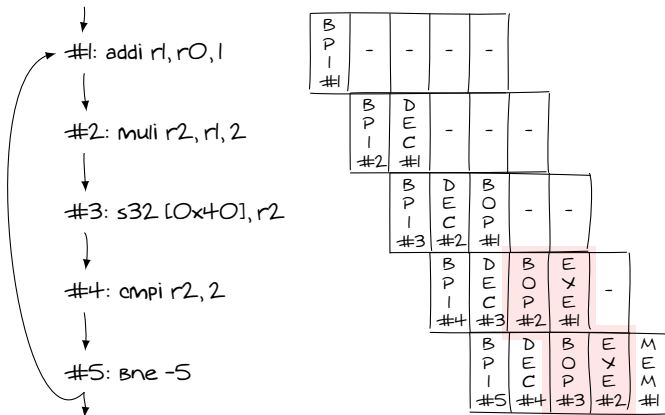 #1: addi r1, r0, 1
#2: muli r2, r1, 2
#3: s32 [0x40], r2
#4: cmpi r2, 2
#5: Bne -5
BPI #1 - - - -
BPI #2 DEC #1 - - -
BPI #3 DEC #2 BOP #1 - -
BPI #4 DEC #3 BOP #2 EXE #1 -
BPI #5 DEC #4 BOP #3 EXE #2 MEM #1